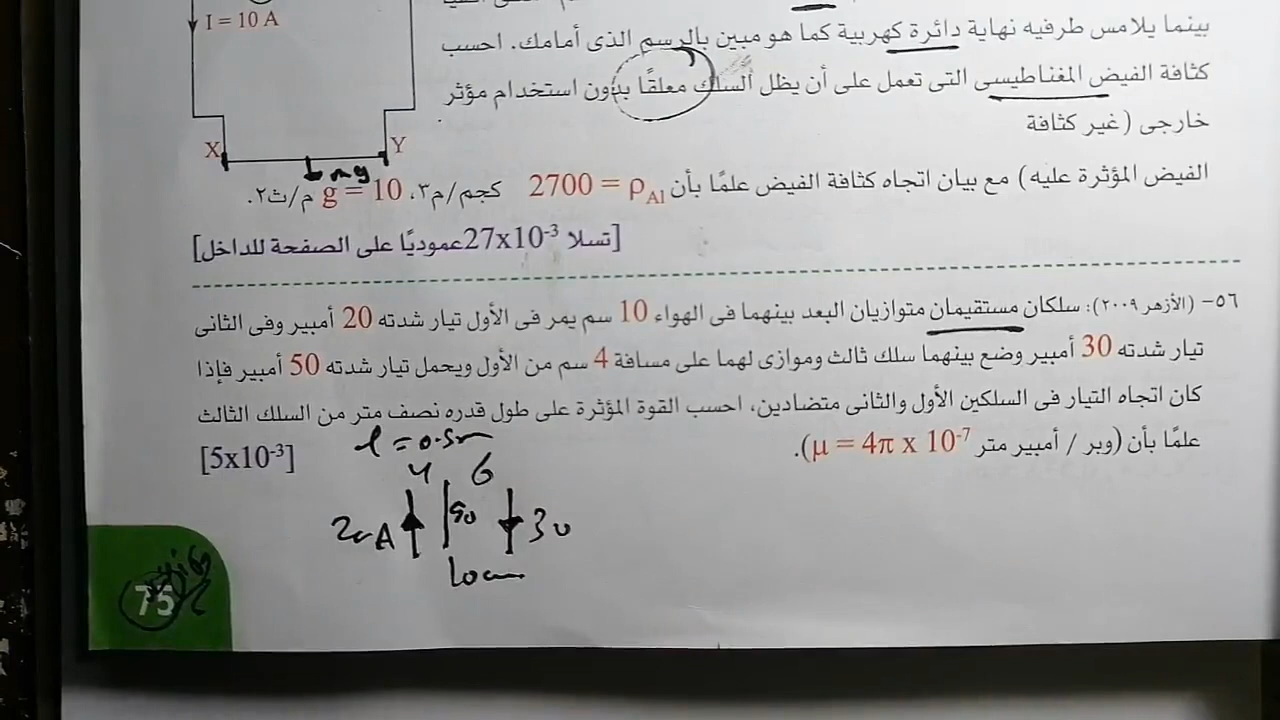 I = 10 A
بينما يلامس طرفيه نهاية دائرة كهربية كما هو مبين بالرسم الذى أمامك. احسب
كثافة الفيض المغناطيسى التى تعمل على أن يظل السلك معلقًا بدون استخدام مؤثر
خارجى (غير كثافة
X
Y
mg
الفيض المؤثرة عليه) مع بيان اتجاه كثافة الفيض علمًا بأن ρAl = 2700 كجم/م٣، g = 10 م/ث٢.
[27x10-3 تسلا عموديًا على الصفحة للداخل]
٥٦- (الأزهر ٢٠٠٩): سلكان مستقيمان متوازيان البعد بينهما فى الهواء 10 سم يمر فى الأول تيار شدته 20 أمبير وفى الثانى
تيار شدته 30 أمبير وضع بينهما سلك ثالث وموازى لهما على مسافة 4 سم من الأول ويحمل تيار شدته 50 أمبير فإذا
كان اتجاه التيار فى السلكين الأول والثانى متضادين، احسب القوة المؤثرة على طول قدره نصف متر من السلك الثالث
علمًا بأن (وبر / أمبير متر μ = 4π x 10-7).
[5x10-3]
l = 0.5m
4 6
20A 50 30
10cm
75